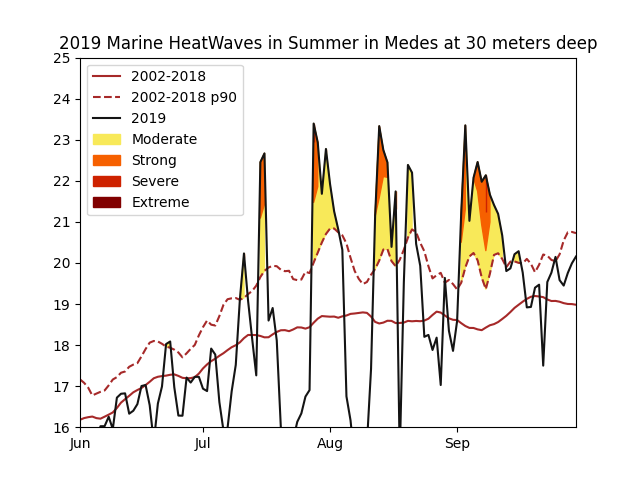 2019 Marine HeatWaves in Summer in Medes at 30 meters deep
25
24
23
22
21
20
19
18
17
16
2002-2018
2002-2018 p90
2019
Moderate
Strong
Severe
Extreme
Jun Jul Aug Sep